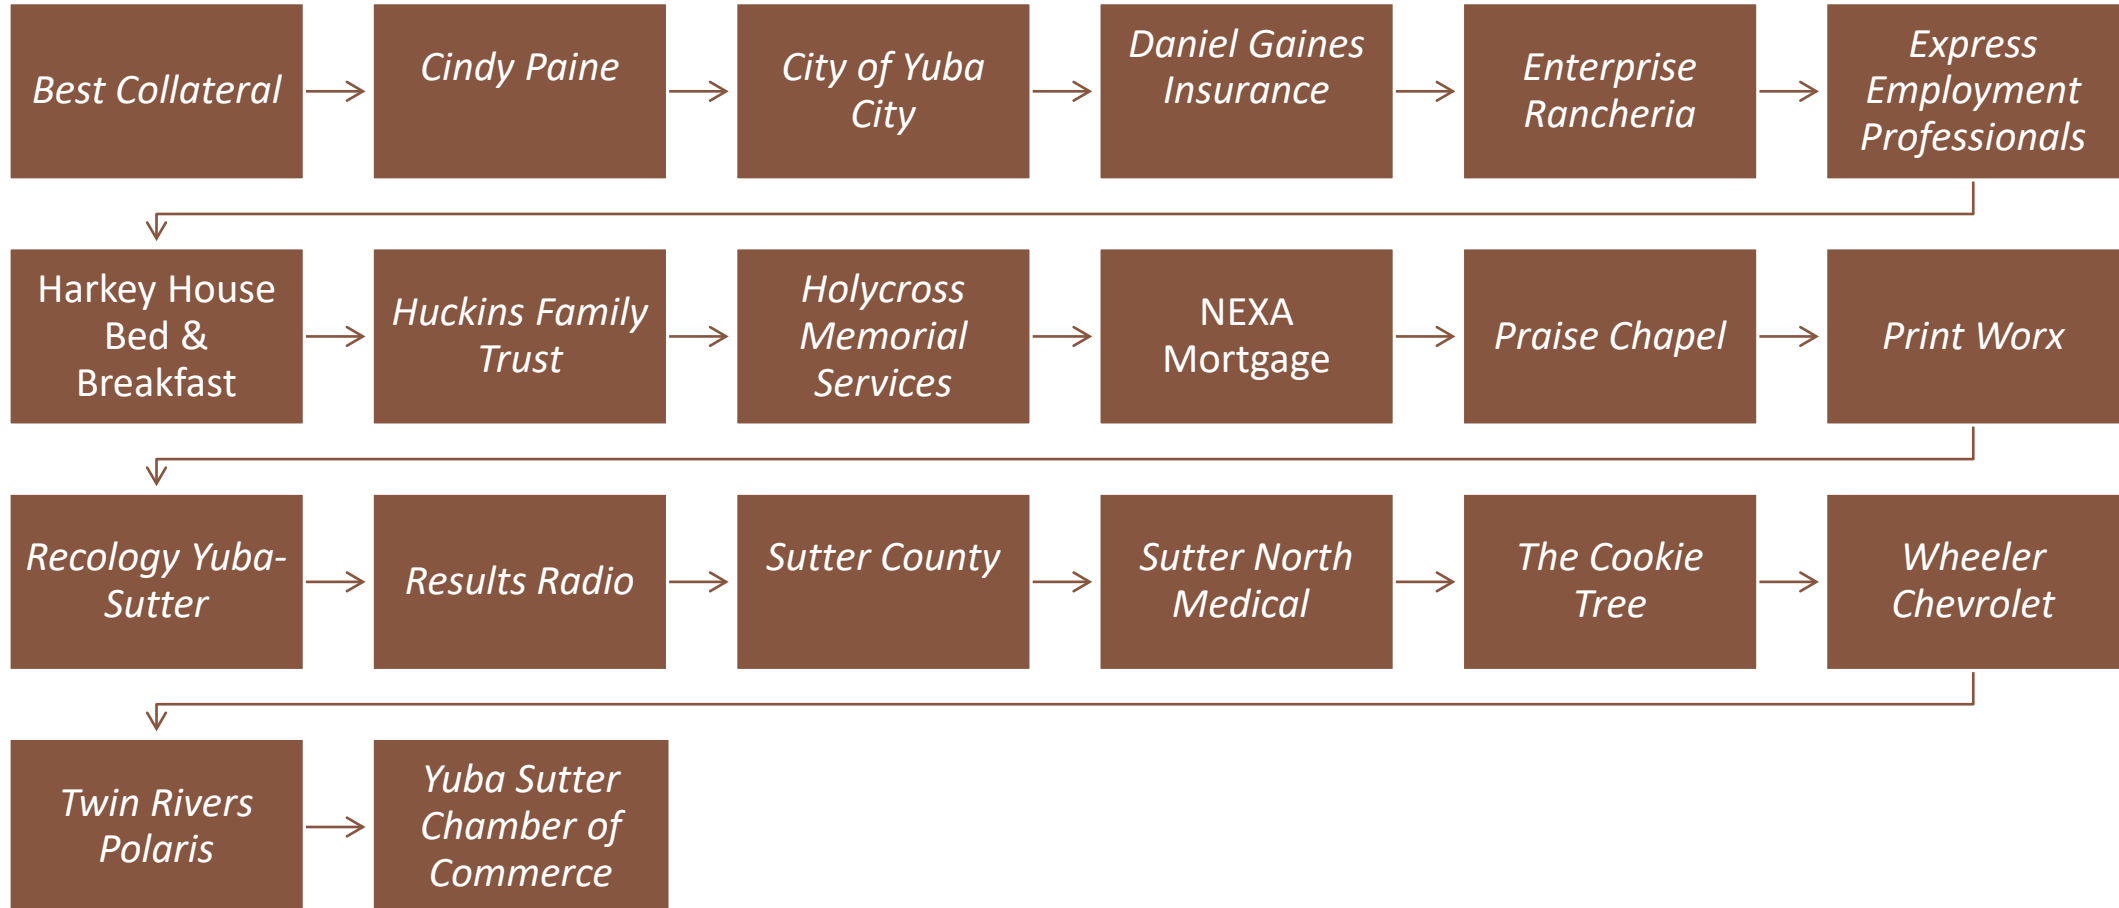 Best Collateral
Cindy Paine
City of Yuba
City
Daniel Gaines
Insurance
Enterprise
Rancheria
Express
Employment
Professionals
Harkey House
Bed &
Breakfast
Huckins Family
Trust
Holycross
Memorial
Services
NEXA
Mortgage
Praise Chapel
Print Worx
Recology Yuba-
Sutter
Results Radio
Sutter County
Sutter North
Medical
The Cookie
Tree
Wheeler
Chevrolet
Twin Rivers
Polaris
Yuba Sutter
Chamber of
Commerce